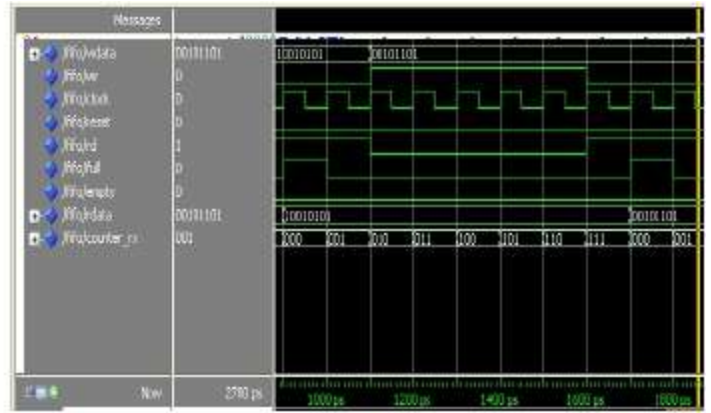 Messages
/fifo/wdata 00101101 10010101 00101101
/fifo/wr 0
/fifo/clock 0
/fifo/reset 0
/fifo/rd 1
/fifo/full 0
/fifo/empty 0
/fifo/rdata 00101101 10010101 00101101
/fifo/counter_rx 001 000 001 010 011 100 101 110 111 000 001
Now 2700 ps 1000 ps 1200 ps 1400 ps 1600 ps 1800 ps